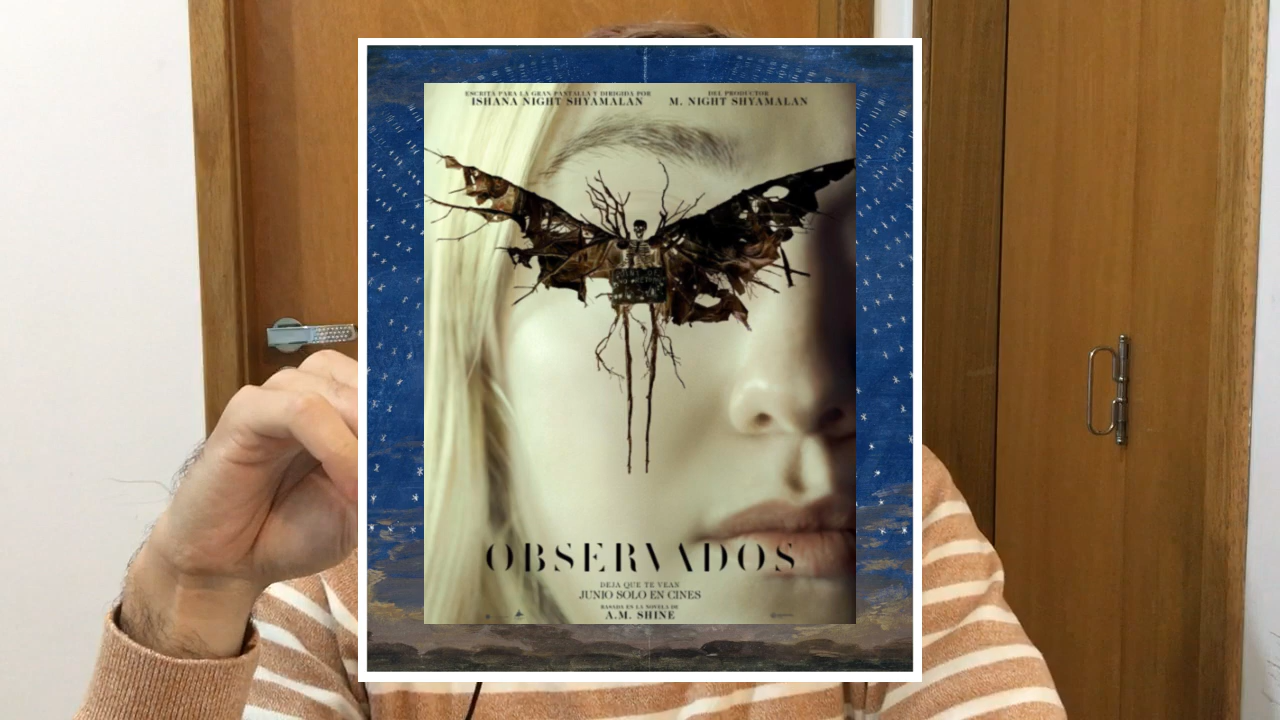 ESCRITA PARA LA GRAN PANTALLA Y DIRIGIDA POR
ISHANA NIGHT SHYAMALAN
DEL PRODUCTOR
M. NIGHT SHYAMALAN
OBSERVADOS
DEJA QUE TE VEAN
JUNIO SOLO EN CINES
BASADA EN LA NOVELA DE
A.M. SHINE